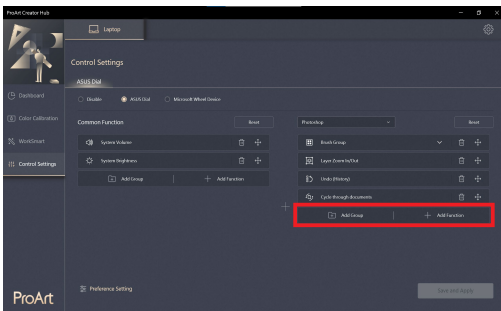 ProArt Creator Hub
Laptop
Control Settings
ASUS Dial
Disable
ASUS Dial
Microsoft Wheel Device
Dashboard
Color Calibration
WorkSmart
Control Settings
Common Function
Reset
Photoshop
Reset
System Volume
Brush Group
System Brightness
Layer Zoom In/Out
Add Group
Add Function
Undo (History)
Cycle through documents
Add Group
Add Function
Preference Setting
Save and Apply
ProArt